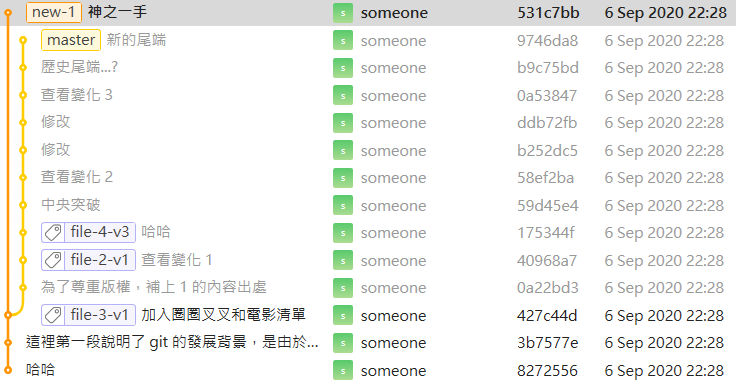 new-1 神之一手 s someone 531c7bb 6 Sep 2020 22:28
master 新的尾端 s someone 9746da8 6 Sep 2020 22:28
歷史尾端...? s someone b9c75bd 6 Sep 2020 22:28
查看變化 3 s someone 0a53847 6 Sep 2020 22:28
修改 s someone ddb72fb 6 Sep 2020 22:28
修改 s someone b252dc5 6 Sep 2020 22:28
查看變化 2 s someone 58ef2ba 6 Sep 2020 22:28
中央突破 s someone 59d45e4 6 Sep 2020 22:28
file-4-v3 哈哈 s someone 175344f 6 Sep 2020 22:28
file-2-v1 查看變化 1 s someone 40968a7 6 Sep 2020 22:28
為了尊重版權，補上 1 的內容出處 s someone 0a22bd3 6 Sep 2020 22:28
file-3-v1 加入圈圈叉叉和電影清單 s someone 427c44d 6 Sep 2020 22:28
這裡第一段說明了 git 的發展背景，是由於... s someone 3b7577e 6 Sep 2020 22:28
哈哈 s someone 8272556 6 Sep 2020 22:28